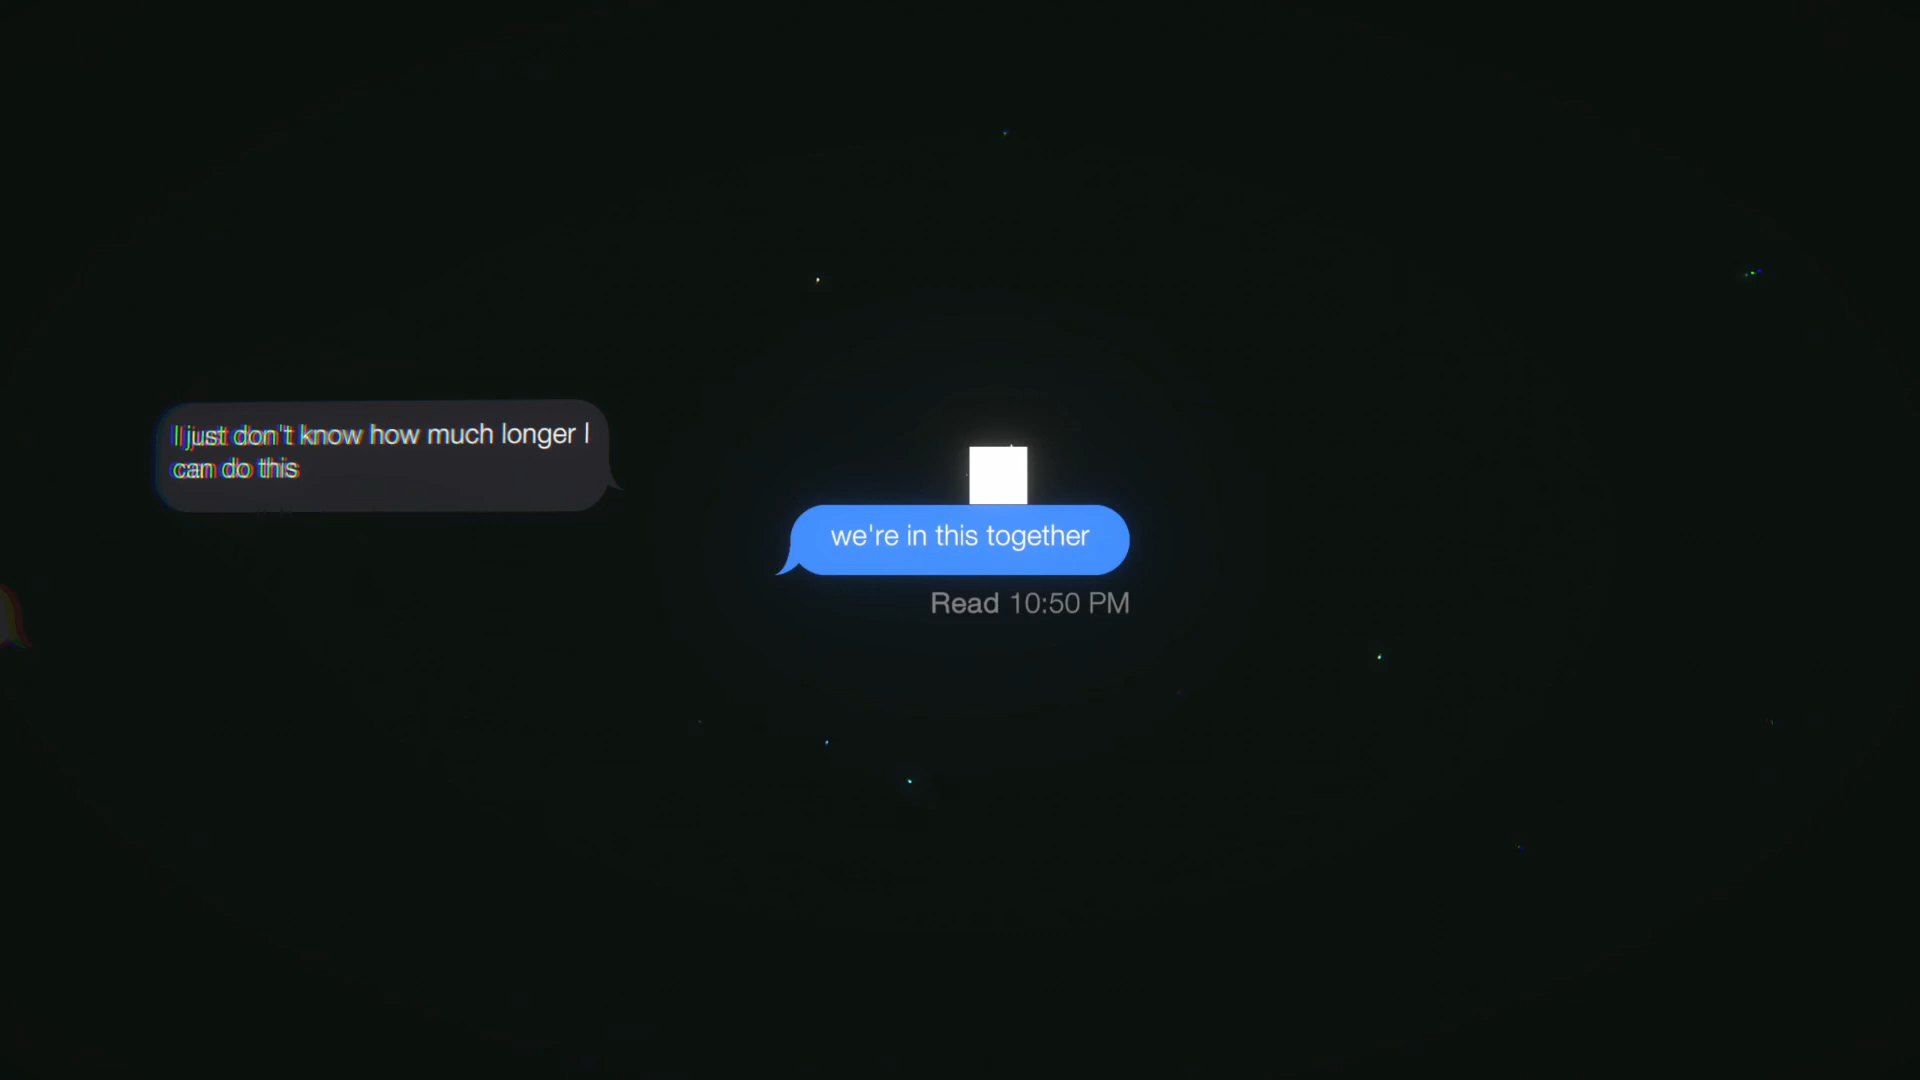 I just don't know how much longer I
can do this
we're in this together
Read 10:50 PM